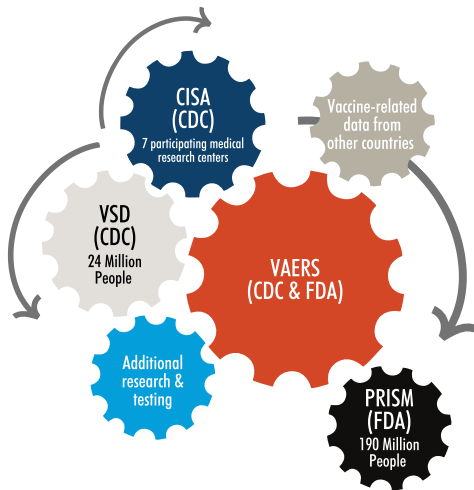 CISA
(CDC)
7 participating medical
research centers
Vaccine-related
data from
other countries
VSD
(CDC)
24 Million
People
VAERS
(CDC & FDA)
Additional
research &
testing
PRISM
(FDA)
190 Million
People